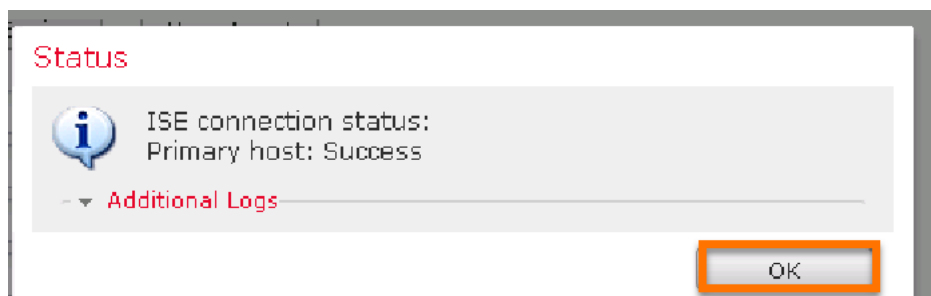 Status
ISE connection status:
Primary host: Success
Additional Logs
OK